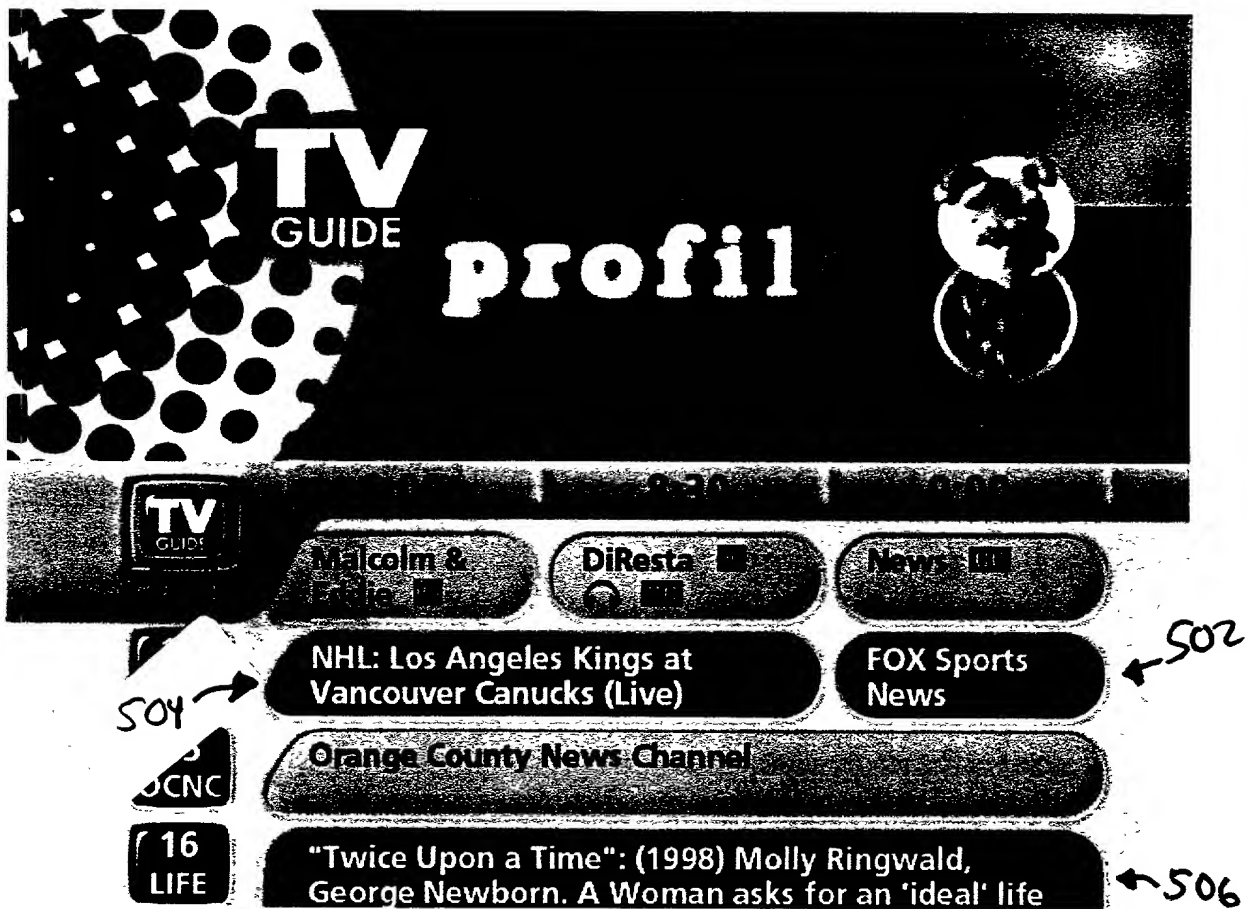 TV
GUIDE
profil
8:30
TV
GUIDE
Malcolm &
Eddie
DiResta
News
NHL: Los Angeles Kings at
Vancouver Canucks (Live)
FOX Sports
News
502
504
Orange County News Channel
OCNC
16
LIFE
"Twice Upon a Time": (1998) Molly Ringwald,
George Newborn. A Woman asks for an 'ideal' life
506